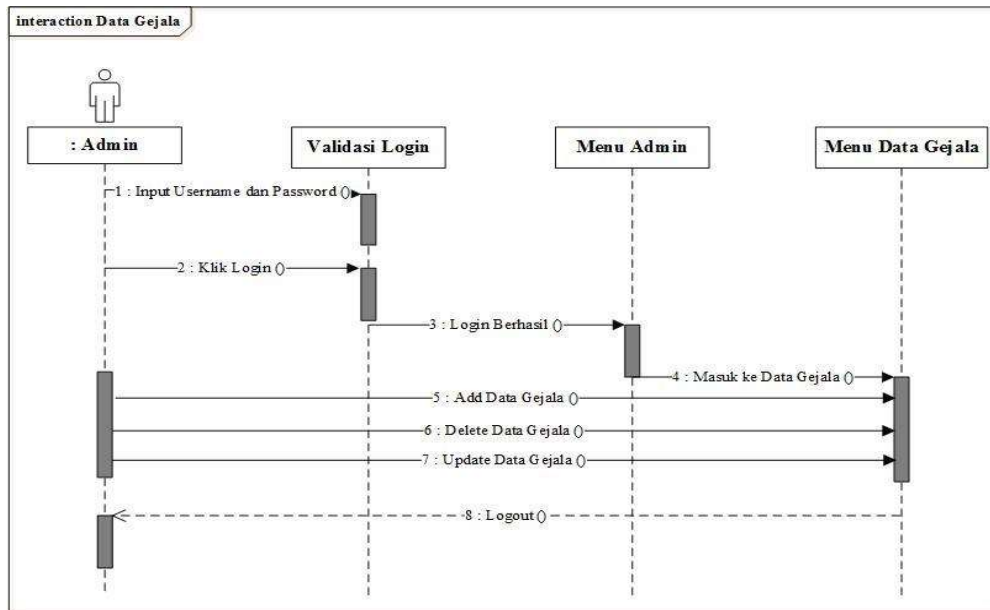 interaction Data Gejala
: Admin
Validasi Login
Menu Admin
Menu Data Gejala
1 : Input Username dan Password ()
2 : Klik Login ()
3 : Login Berhasil ()
4 : Masuk ke Data Gejala ()
5 : Add Data Gejala ()
6 : Delete Data Gejala ()
7 : Update Data Gejala ()
8 : Logout ()